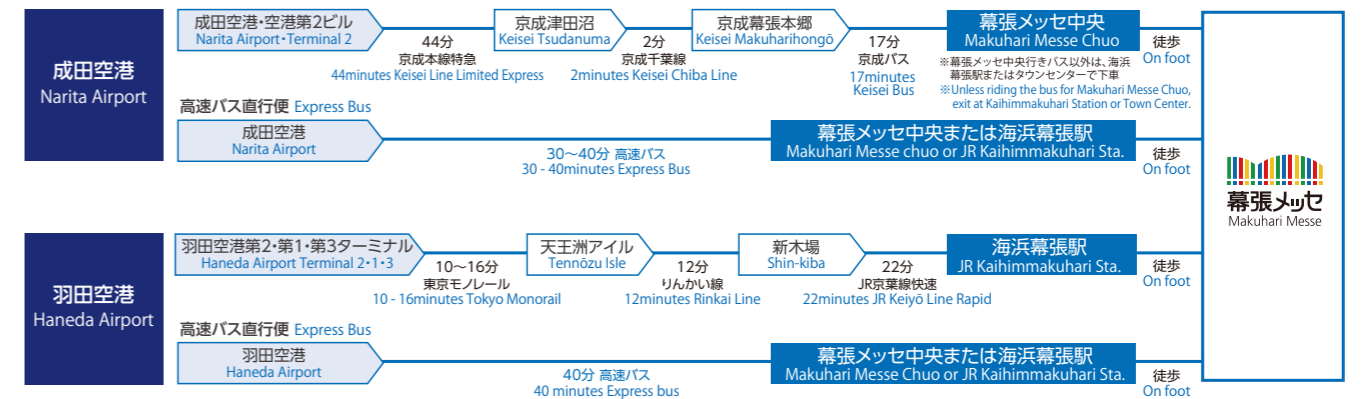 成田空港
Narita Airport
成田空港・空港第2ビル
Narita Airport・Terminal 2
44分
京成本線特急
44minutes Keisei Line Limited Express
京成津田沼
Keisei Tsudanuma
2分
京成千葉線
2minutes Keisei Chiba Line
京成幕張本郷
Keisei Makuharihongō
17分
京成バス
17minutes
Keisei Bus
幕張メッセ中央
Makuhari Messe Chuo
※幕張メッセ中央行きバス以外は、海浜
幕張駅またはタウンセンターで下車
※Unless riding the bus for Makuhari Messe Chuo,
exit at Kaihimmakuhari Station or Town Center.
徒歩
On foot
高速バス直行便 Express Bus
成田空港
Narita Airport
30〜40分 高速バス
30 - 40minutes Express Bus
幕張メッセ中央または海浜幕張駅
Makuhari Messe chuo or JR Kaihimmakuhari Sta.
徒歩
On foot
羽田空港
Haneda Airport
羽田空港第2・第1・第3ターミナル
Haneda Airport Terminal 2・1・3
10〜16分
東京モノレール
10 - 16minutes Tokyo Monorail
天王洲アイル
Tennōzu Isle
12分
りんかい線
12minutes Rinkai Line
新木場
Shin-kiba
22分
JR京葉線快速
22minutes JR Keiyō Line Rapid
海浜幕張駅
JR Kaihimmakuhari Sta.
徒歩
On foot
高速バス直行便 Express Bus
羽田空港
Haneda Airport
40分 高速バス
40 minutes Express bus
幕張メッセ中央または海浜幕張駅
Makuhari Messe Chuo or JR Kaihimmakuhari Sta.
徒歩
On foot
幕張メッセ
Makuhari Messe